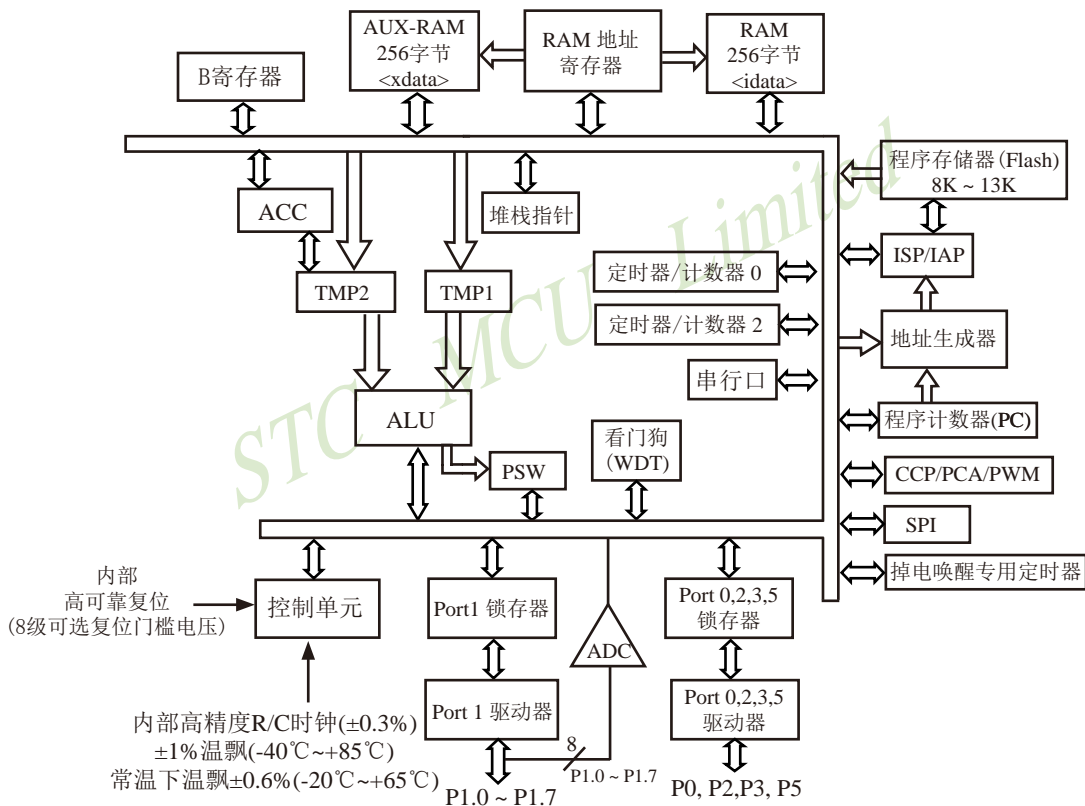 AUX-RAM
256字节
<xdata>
RAM 地址
寄存器
RAM
256字节
<idata>
B寄存器
程序存储器(Flash)
8K ~ 13K
ACC
堆栈指针
ISP/IAP
定时器/计数器 0
TMP2
TMP1
定时器/计数器 2
地址生成器
串行口
ALU
程序计数器(PC)
看门狗
(WDT)
PSW
CCP/PCA/PWM
SPI
掉电唤醒专用定时器
STC MCU Limited
内部
高可靠复位
(8级可选复位门槛电压)
控制单元
Port1 锁存器
ADC
Port 0,2,3,5
锁存器
内部高精度R/C时钟(±0.3%)
±1%温飘(-40℃~+85℃)
常温下温飘±0.6%(-20℃~+65℃)
Port 1 驱动器
Port 0,2,3,5
驱动器
8
P1.0 ~ P1.7
P1.0 ~ P1.7
P0, P2,P3, P5